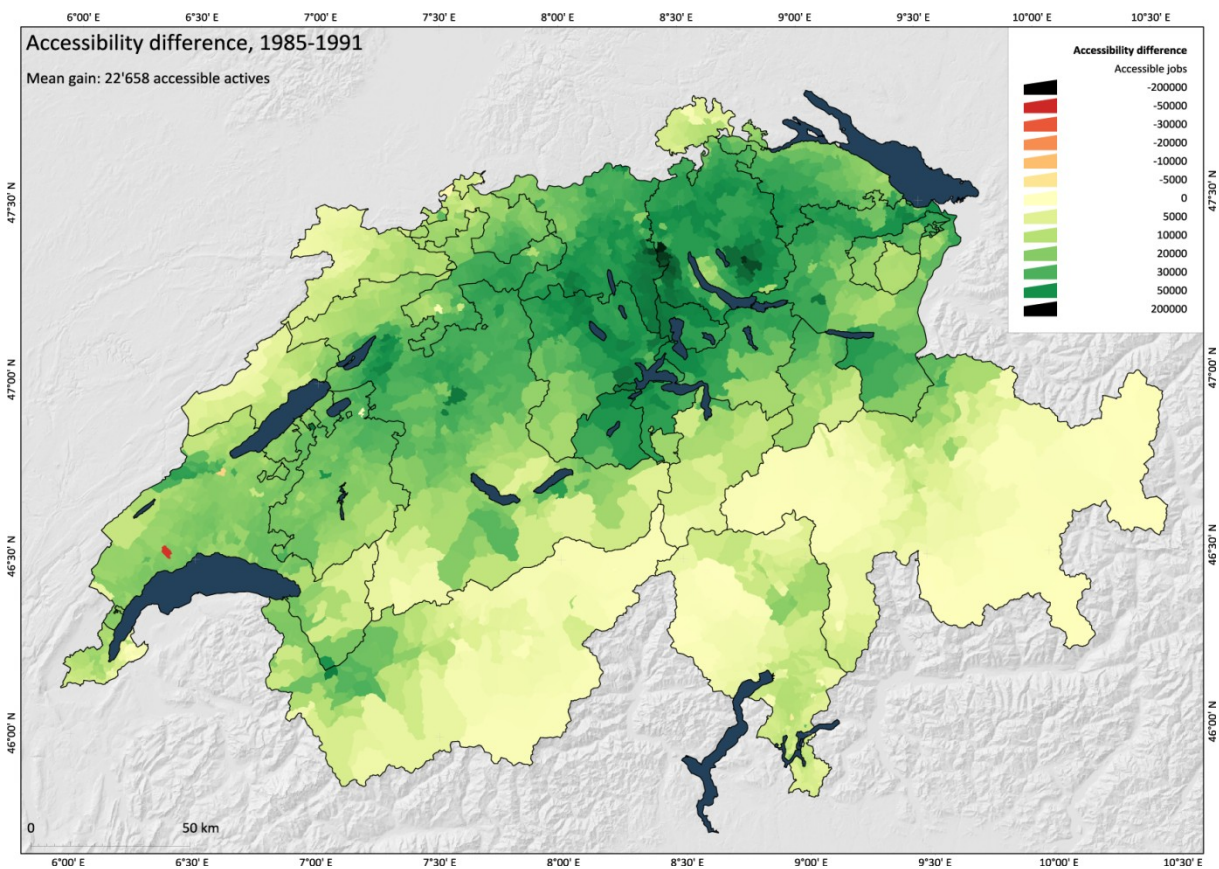 6°00' E 6°30' E 7°00' E 7°30' E 8°00' E 8°30' E 9°00' E 9°30' E 10°00' E 10°30' E
Accessibility difference, 1985-1991
Mean gain: 22'658 accessible actives
Accessibility difference
Accessible jobs
-200000
-50000
-30000
-20000
-10000
-5000
0
5000
10000
20000
30000
50000
200000
47°30' N
47°30' N
47°00' N
47°00' N
46°30' N
46°30' N
46°00' N
46°00' N
0 50 km
6°00' E 6°30' E 7°00' E 7°30' E 8°00' E 8°30' E 9°00' E 9°30' E 10°00' E 10°30' E